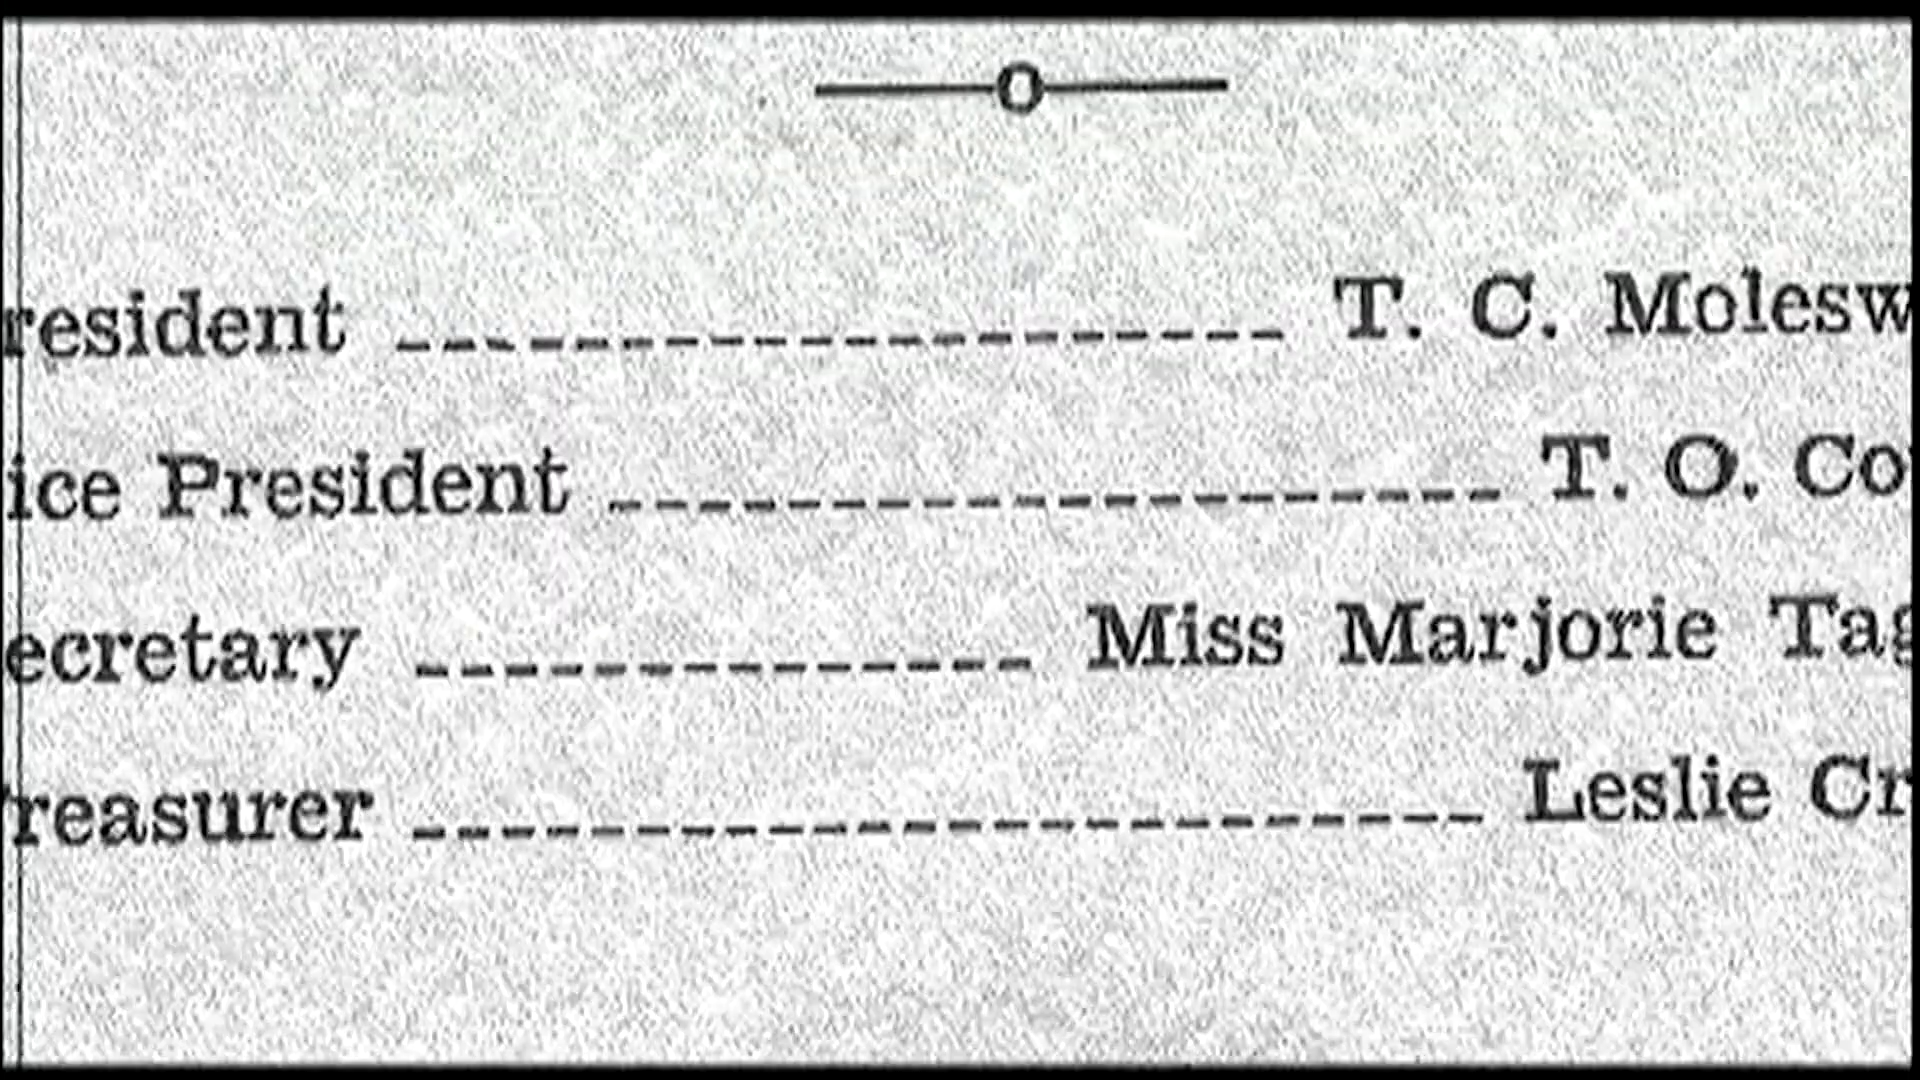 resident -------------------- T. C. Molesw
ice President -------------------- T. O. Co
ecretary -------------- Miss Marjorie Tag
reasurer ------------------------ Leslie Cr